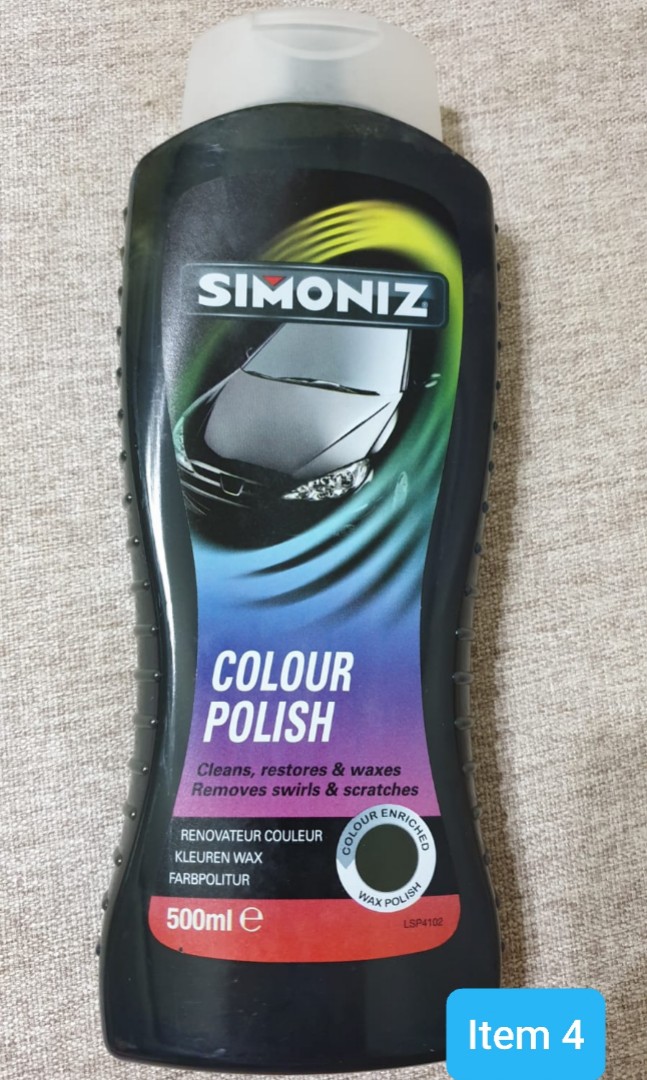 SIMONIZ
COLOUR
POLISH
Cleans, restores & waxes
Removes swirls & scratches
RENOVATEUR COULEUR
KLEUREN WAX
FARBPOLITUR
COLOUR ENRICHED
WAX POLISH
500ml e
LSP4102
Item 4